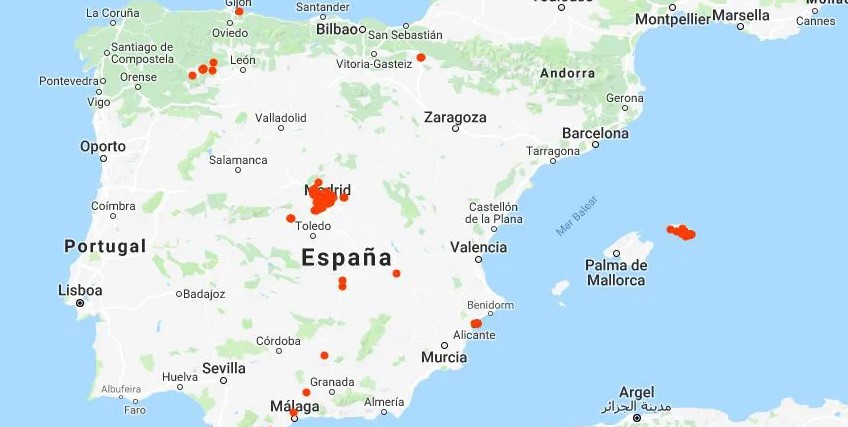 Gijón
La Coruña
Santander
Bilbao
San Sebastián
Montpellier
Marsella
Cannes
Oviedo
Santiago de
Compostela
León
Vitoria-Gasteiz
Andorra
Pontevedra
Orense
Vigo
Gerona
Valladolid
Zaragoza
Barcelona
Oporto
Tarragona
Salamanca
Madrid
Coímbra
Castellón
de la Plana
Mar Balear
Toledo
Portugal
España
Valencia
Palma de
Mallorca
Lisboa
Badajoz
Benidorm
Alicante
Córdoba
Murcia
Sevilla
Huelva
Granada
Albufeira
Faro
Málaga
Almería
Argel
مدينة الجزائر